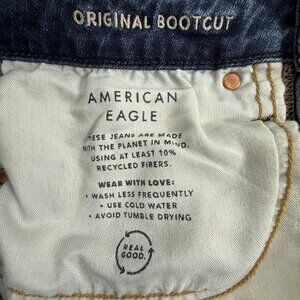 ORIGINAL BOOTCUT
AMERICAN
EAGLE
ESE JEANS ARE MADE
WITH THE PLANET IN MIND,
USING AT LEAST 10%
RECYCLED FIBERS.
WEAR WITH LOVE:
• WASH LESS FREQUENTLY
• USE COLD WATER
• AVOID TUMBLE DRYING
REAL
GOOD.